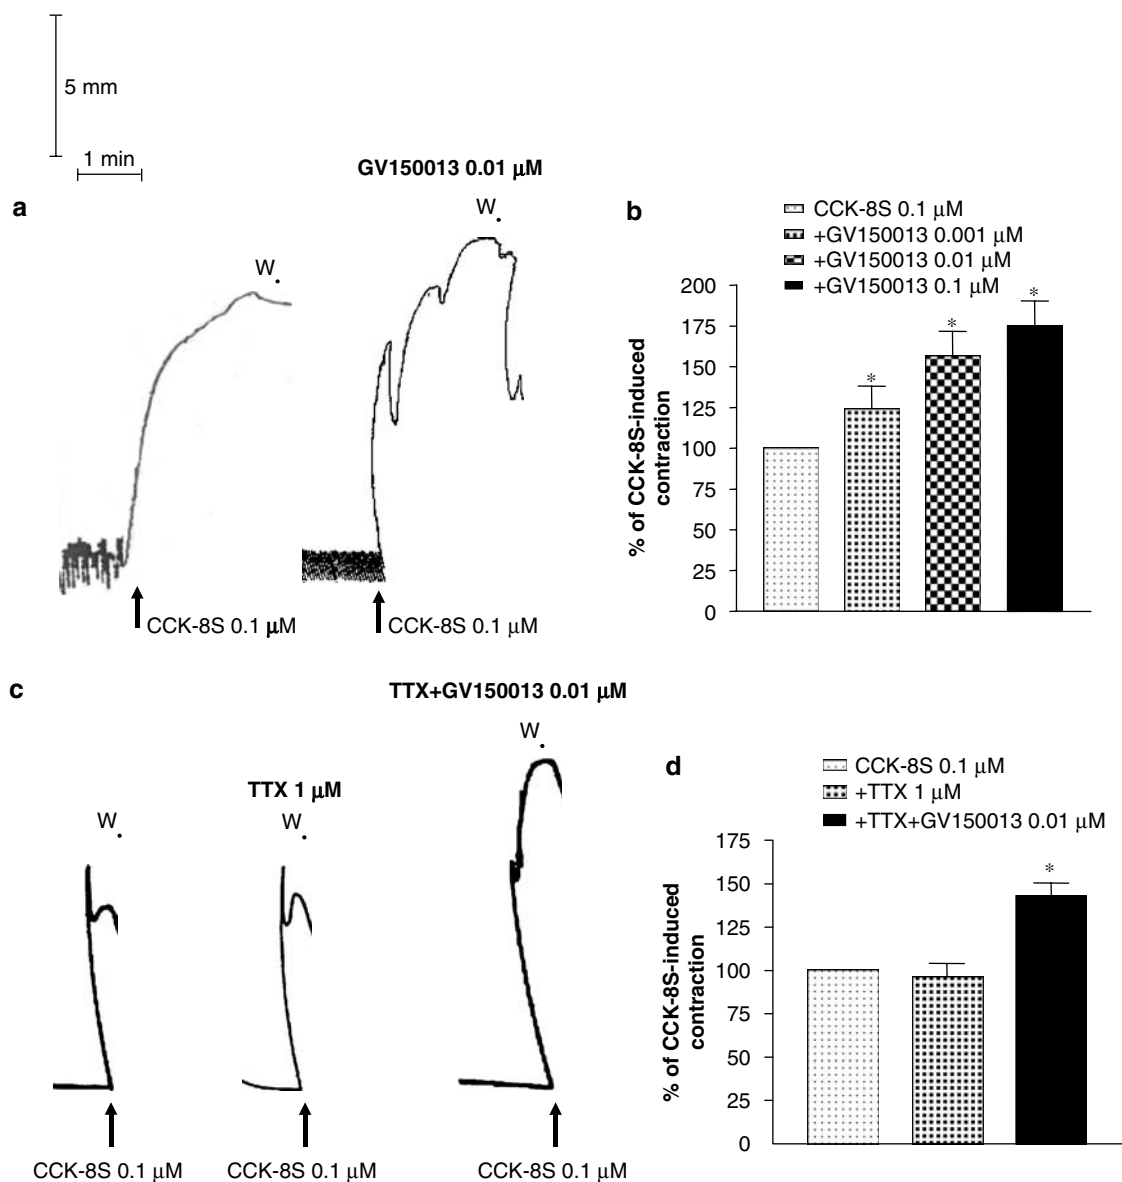 5 mm
1 min
a
GV150013 0.01 μM
W
W
CCK-8S 0.1 μM
CCK-8S 0.1 μM
b
CCK-8S 0.1 μM
+GV150013 0.001 μM
+GV150013 0.01 μM
+GV150013 0.1 μM
% of CCK-8S-induced
contraction
200
175
150
125
100
75
50
25
0
*
*
*
c
TTX+GV150013 0.01 μM
W
TTX 1 μM
W
W
CCK-8S 0.1 μM
CCK-8S 0.1 μM
CCK-8S 0.1 μM
d
CCK-8S 0.1 μM
+TTX 1 μM
+TTX+GV150013 0.01 μM
% of CCK-8S-induced
contraction
175
150
125
100
75
50
25
0
*